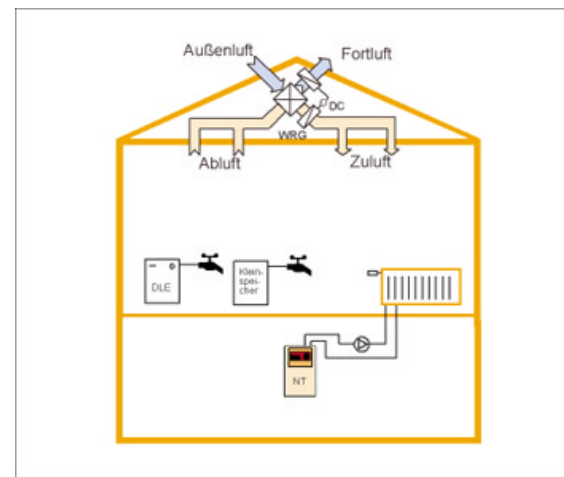 Außenluft
Fortluft
DC
WRG
Abluft
Zuluft
DLE
Klein-
spei-
cher
NT